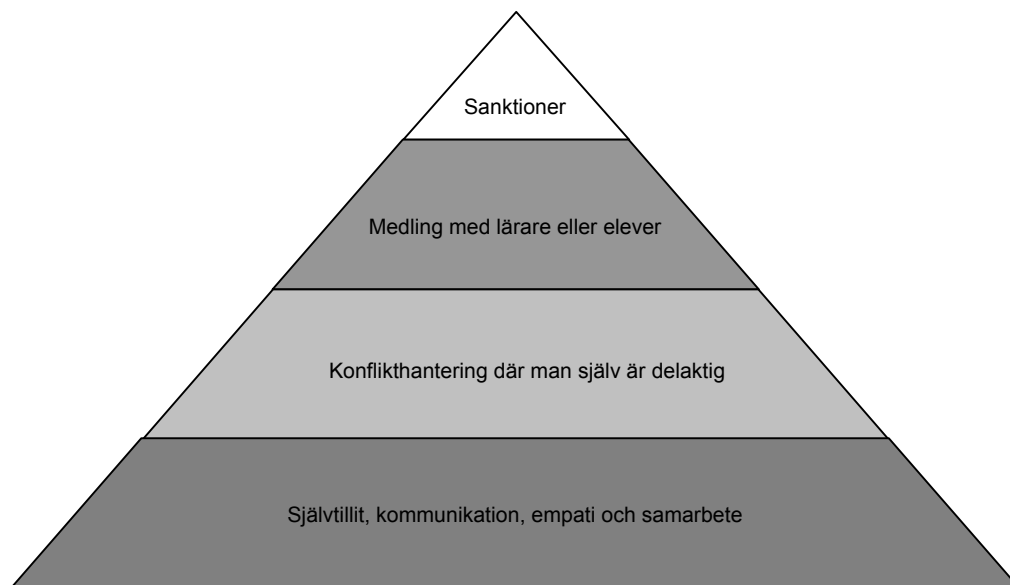 Sanktioner
Medling med lärare eller elever
Konflikthantering där man själv är delaktig
Självtillit, kommunikation, empati och samarbete